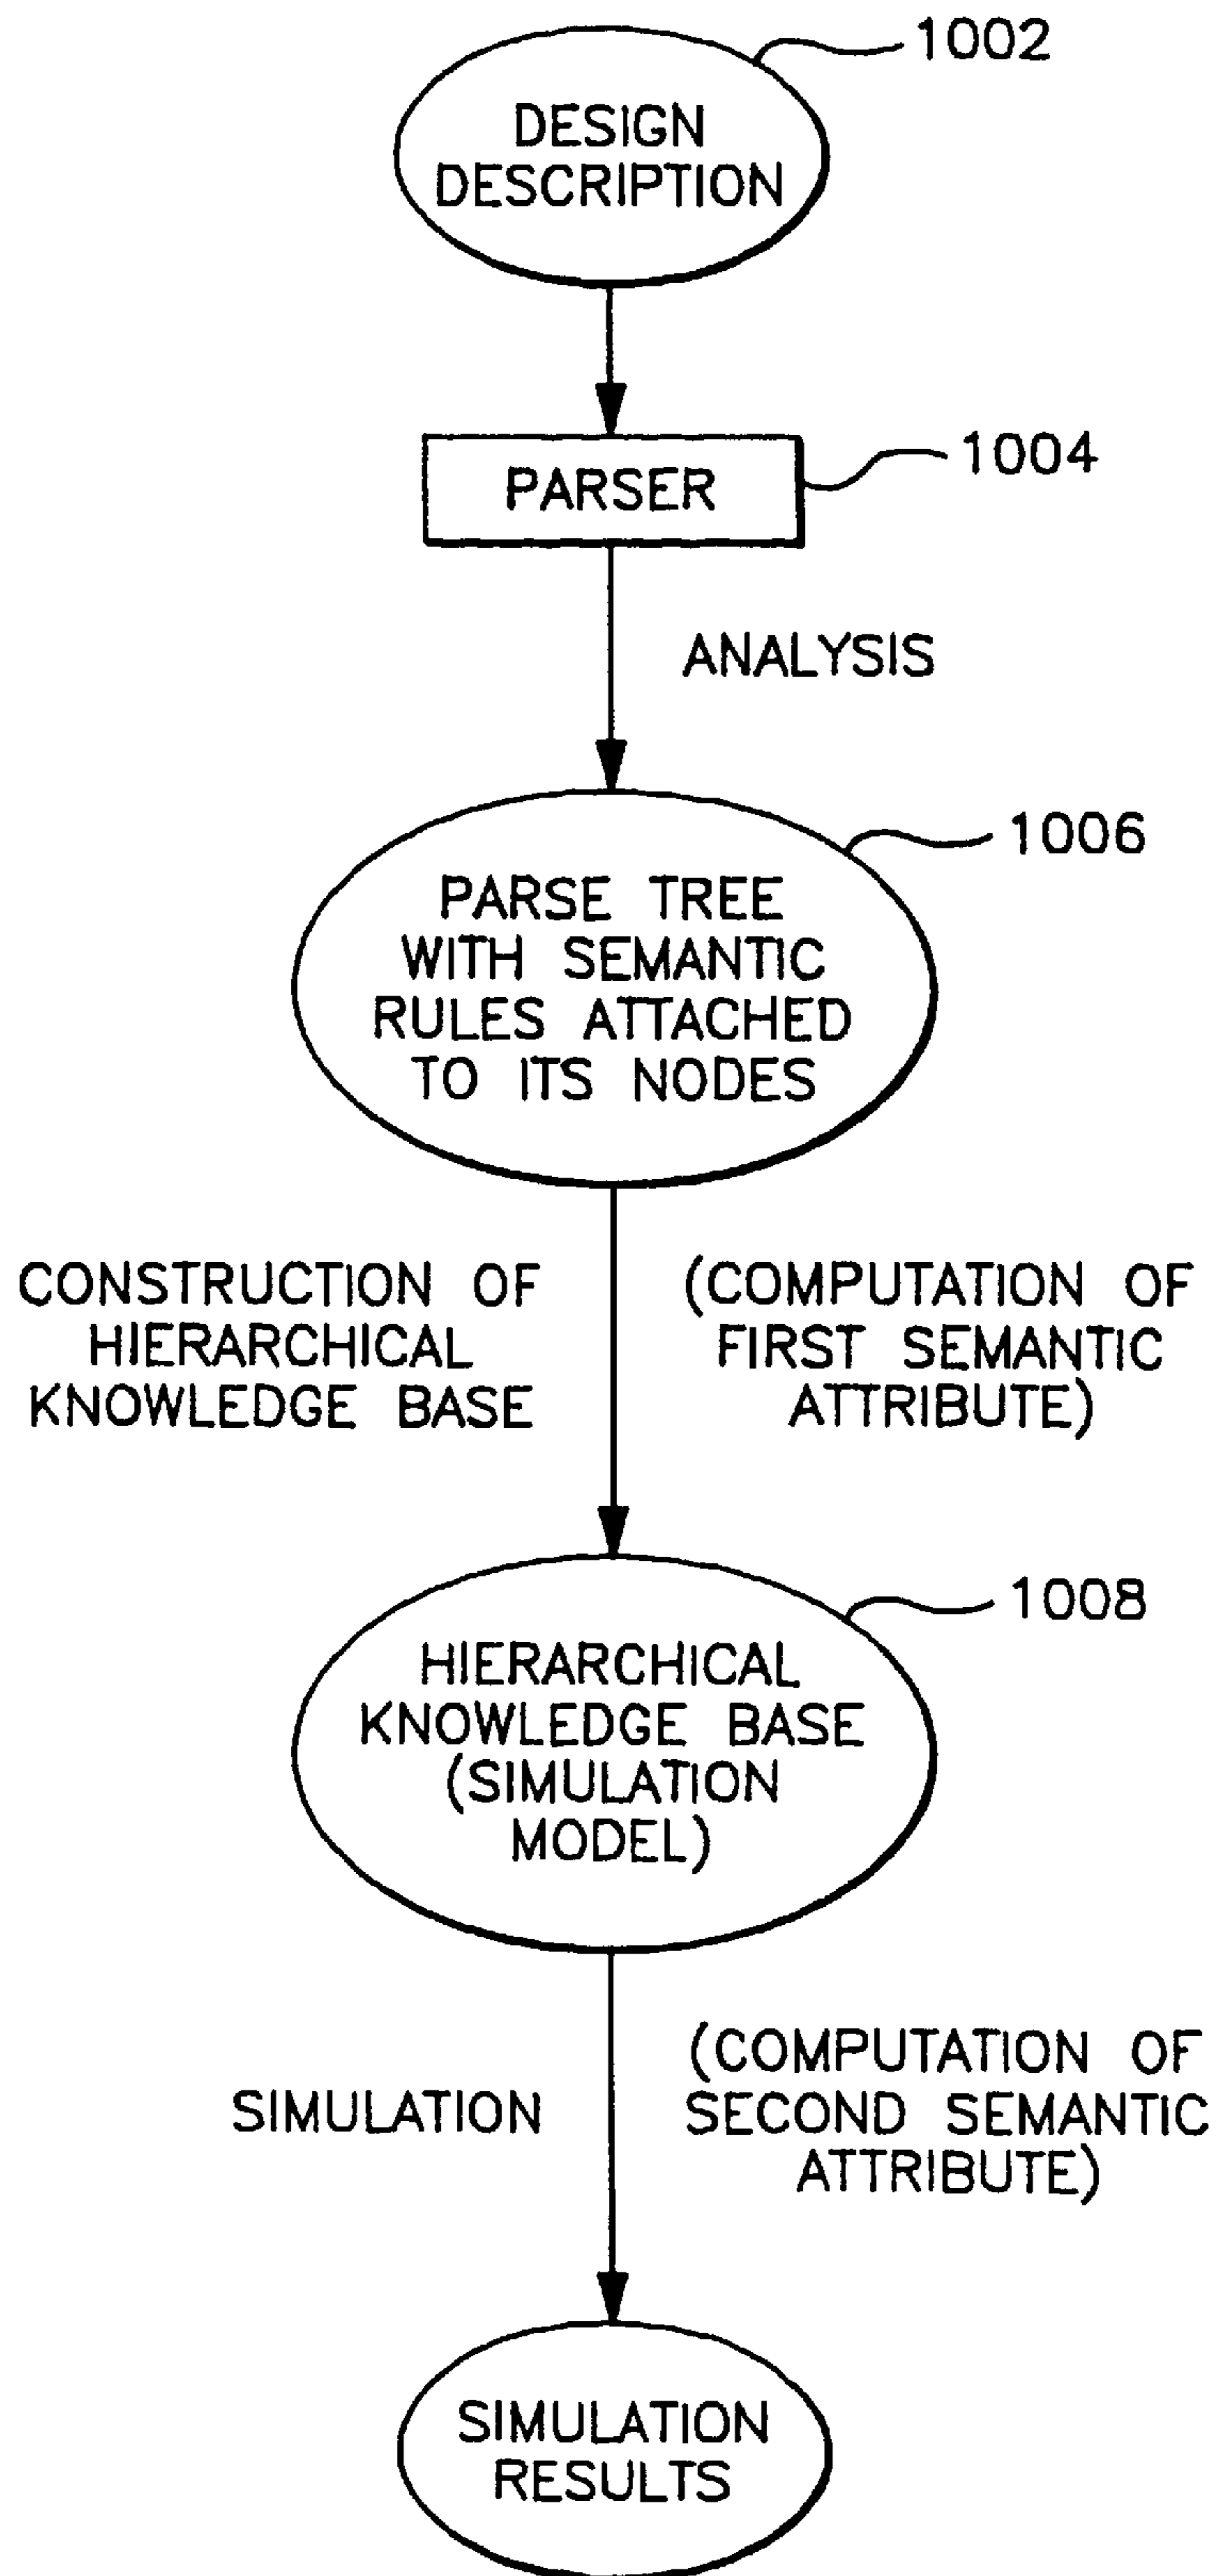 1002
DESIGN
DESCRIPTION
1004
PARSER
ANALYSIS
1006
PARSE TREE
WITH SEMANTIC
RULES ATTACHED
TO ITS NODES
CONSTRUCTION OF
HIERARCHICAL
KNOWLEDGE BASE
(COMPUTATION OF
FIRST SEMANTIC
ATTRIBUTE)
1008
HIERARCHICAL
KNOWLEDGE BASE
(SIMULATION
MODEL)
SIMULATION
(COMPUTATION OF
SECOND SEMANTIC
ATTRIBUTE)
SIMULATION
RESULTS